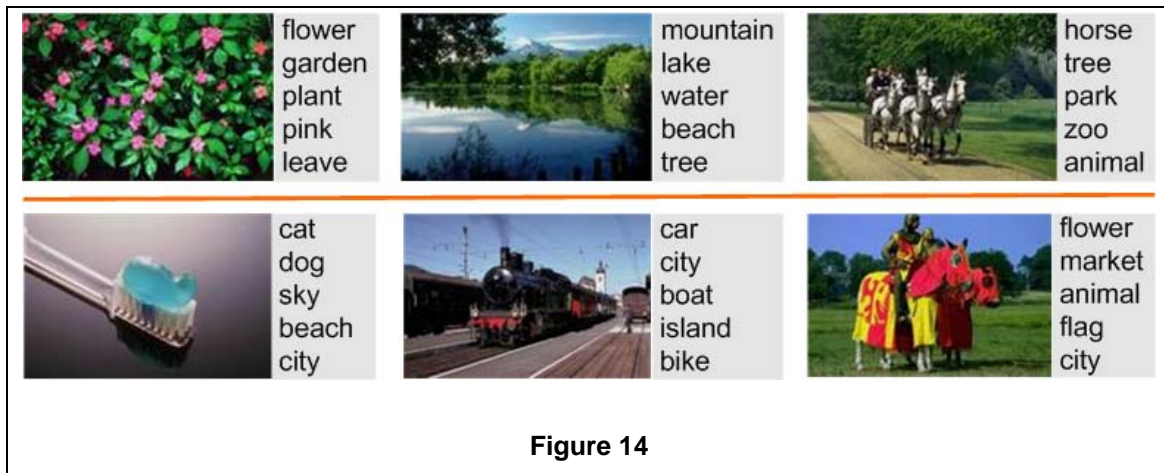 flower
garden
plant
pink
leave
mountain
lake
water
beach
tree
horse
tree
park
zoo
animal
cat
dog
sky
beach
city
car
city
boat
island
bike
flower
market
animal
flag
city
Figure 14